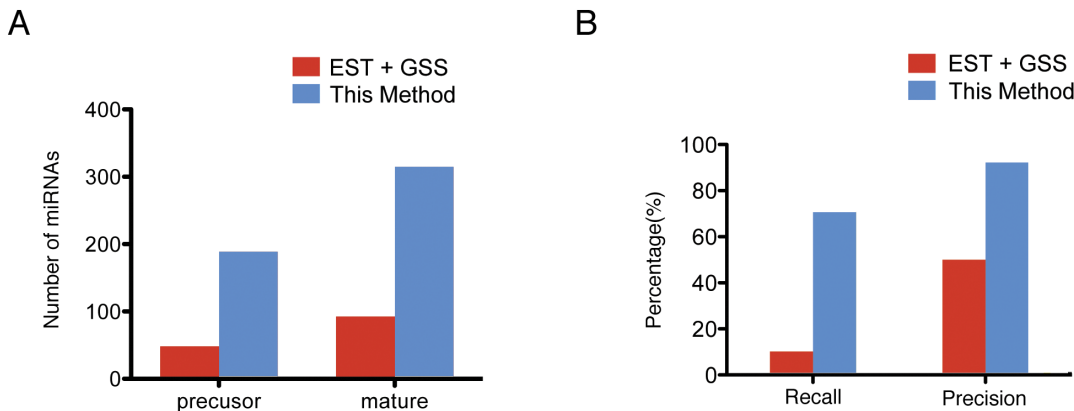 A
EST + GSS
This Method
400
300
200
100
0
Number of miRNAs
precusor
mature
B
EST + GSS
This Method
100
80
60
40
20
0
Percentage(%)
Recall
Precision